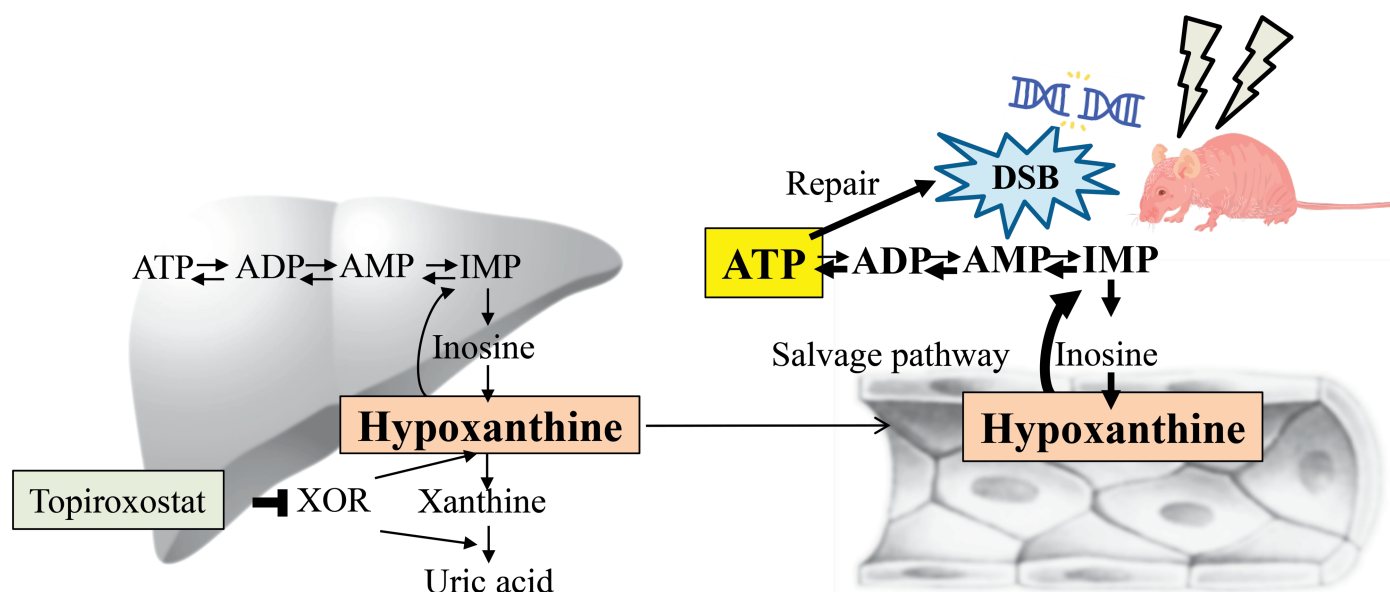 DSB
Repair
ATP ADP AMP IMP
ATP ADP AMP IMP
Inosine
Salvage pathway Inosine
Hypoxanthine
Hypoxanthine
Topiroxostat XOR Xanthine
Uric acid